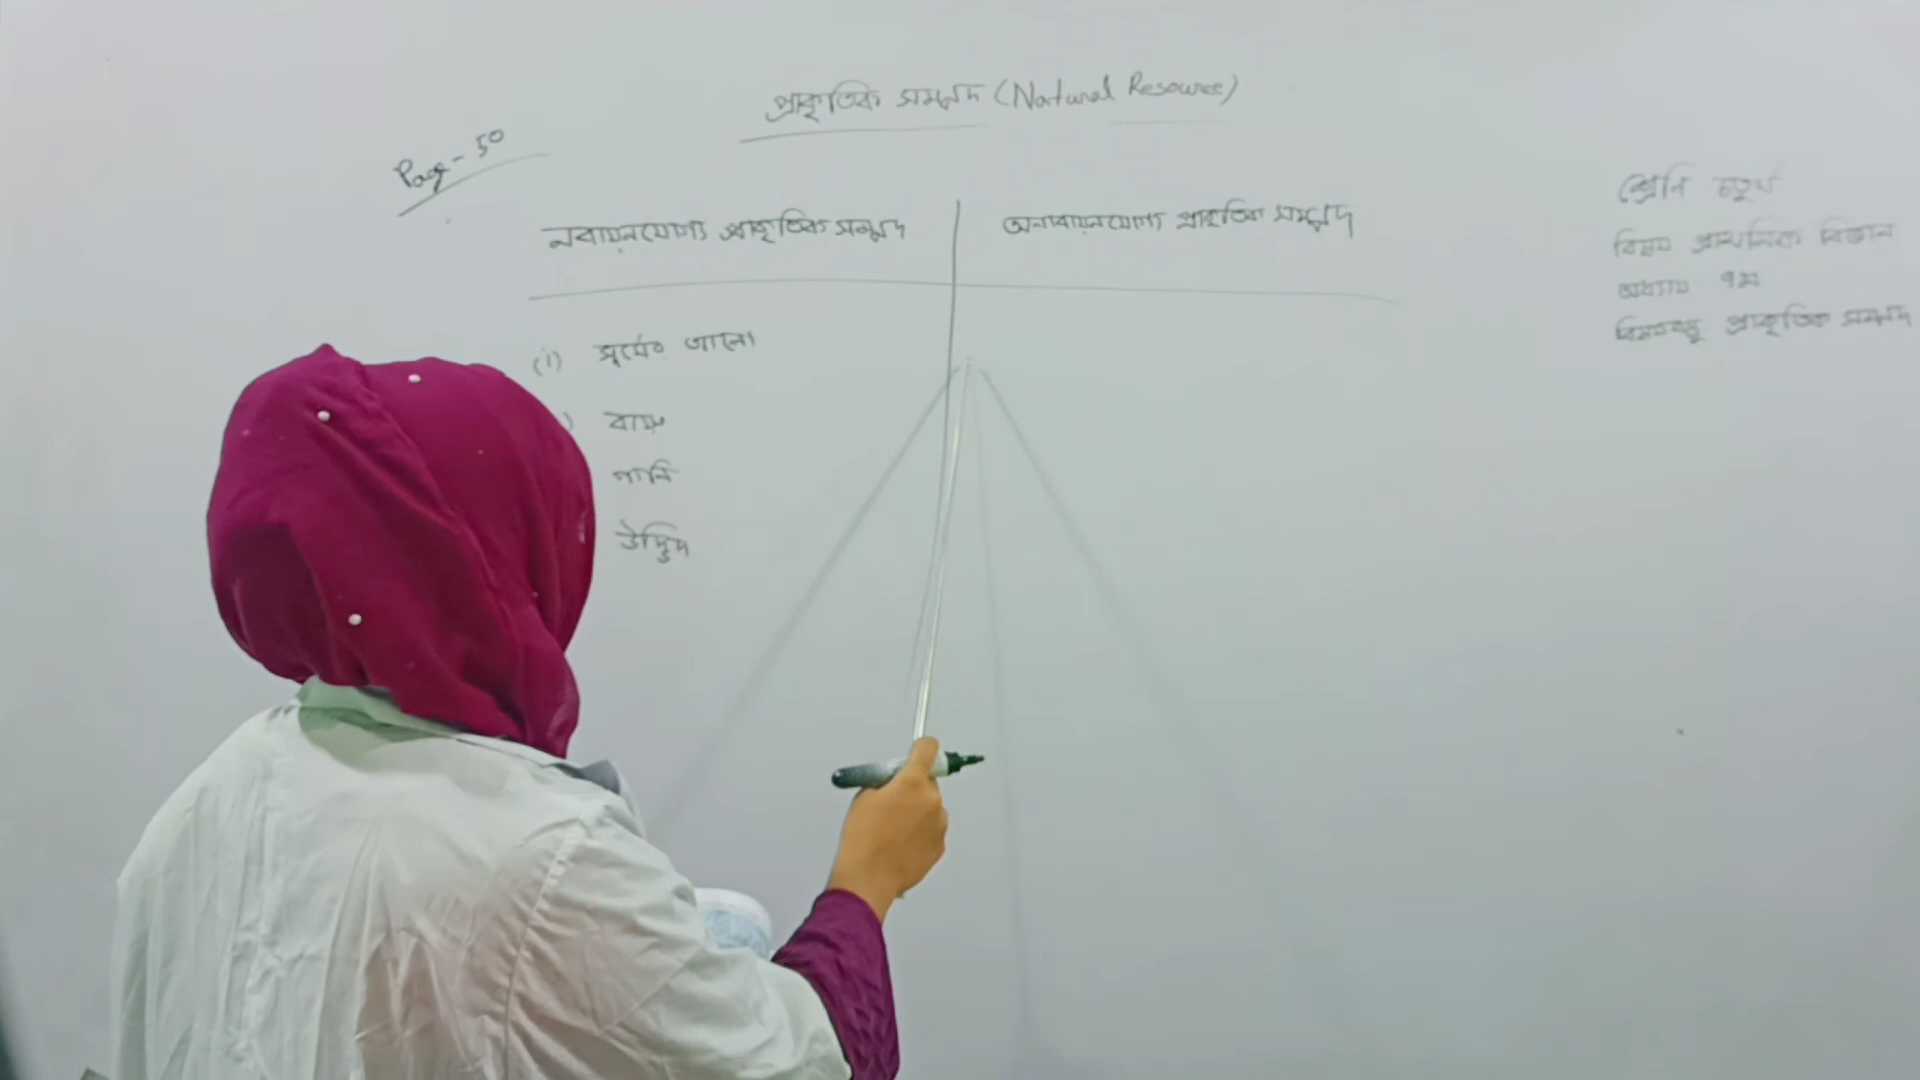 প্রাকৃতিক সম্পদ (Natural Resource)
Page - 50
নবায়নযোগ্য প্রাকৃতিক সম্পদ
অনবায়নযোগ্য প্রাকৃতিক সম্পদ
(i) সূর্যের আলো
) বায়ু
পানি
উদ্ভিদ
শ্রেণি চতুর্থ
বিষয় প্রাথমিক বিজ্ঞান
অধ্যায় ৭ম
বিষয়বস্তু প্রাকৃতিক সম্পদ